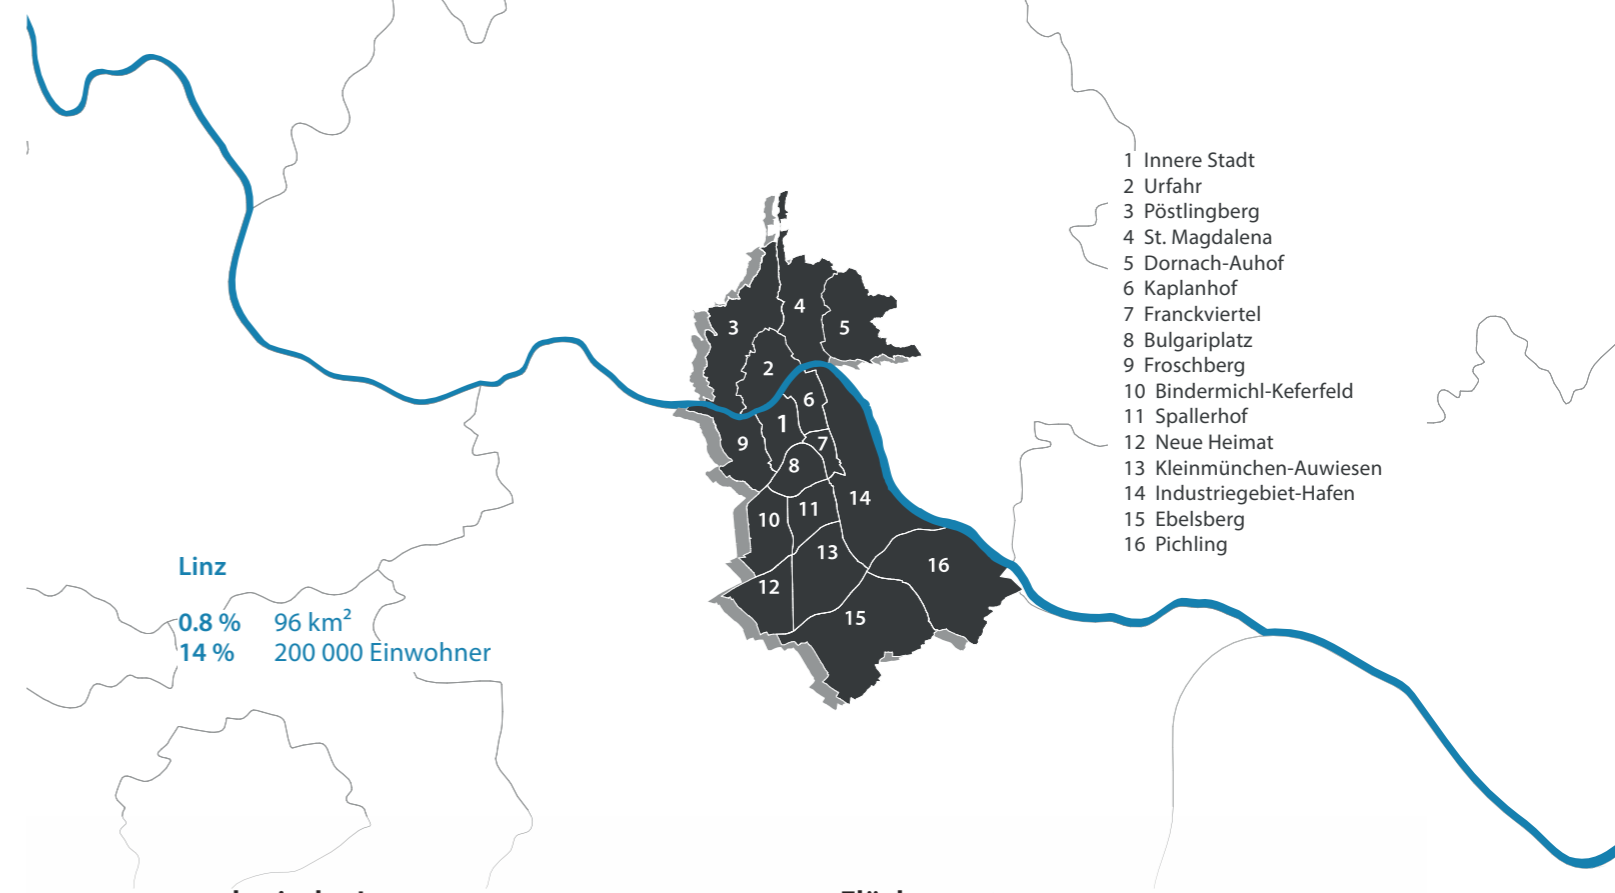 1 Innere Stadt
2 Urfahr
3 Pöstlingberg
4 St. Magdalena
5 Dornach-Auhof
6 Kaplanhof
7 Franckviertel
8 Bulgariplatz
9 Froschberg
10 Bindermichl-Keferfeld
11 Spallerhof
12 Neue Heimat
13 Kleinmünchen-Auwiesen
14 Industriegebiet-Hafen
15 Ebelsberg
16 Pichling
3
4
5
2
6
1
9
7
8
14
10
11
13
16
12
15
Linz
0.8 % 96 km²
14 % 200 000 Einwohner